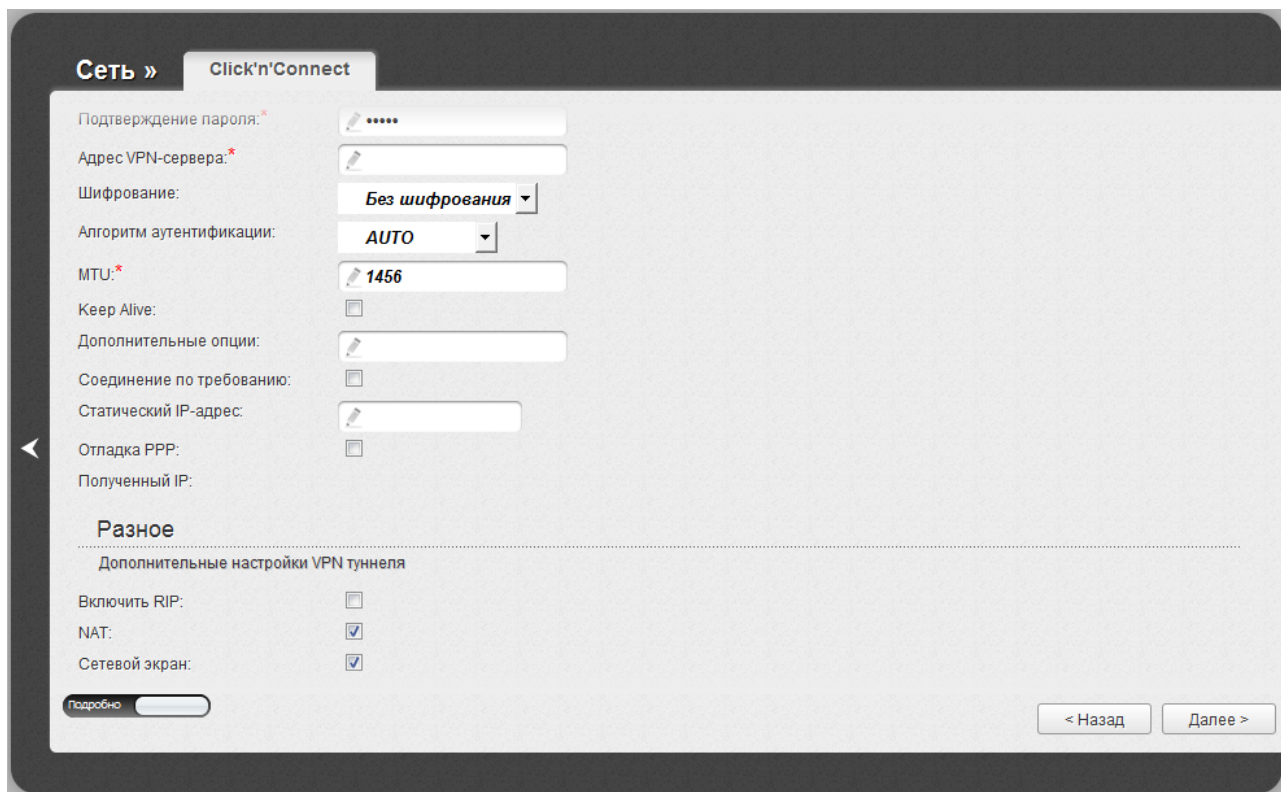 Сеть »
Click'n'Connect
Подтверждение пароля:* •••••
Адрес VPN-сервера:*
Шифрование: Без шифрования
Алгоритм аутентификации: AUTO
MTU:* 1456
Keep Alive:
Дополнительные опции:
Соединение по требованию:
Статический IP-адрес:
Отладка PPP:
Полученный IP:
Разное
Дополнительные настройки VPN туннеля
Включить RIP:
NAT:
Сетевой экран:
Подробно
< Назад
Далее >